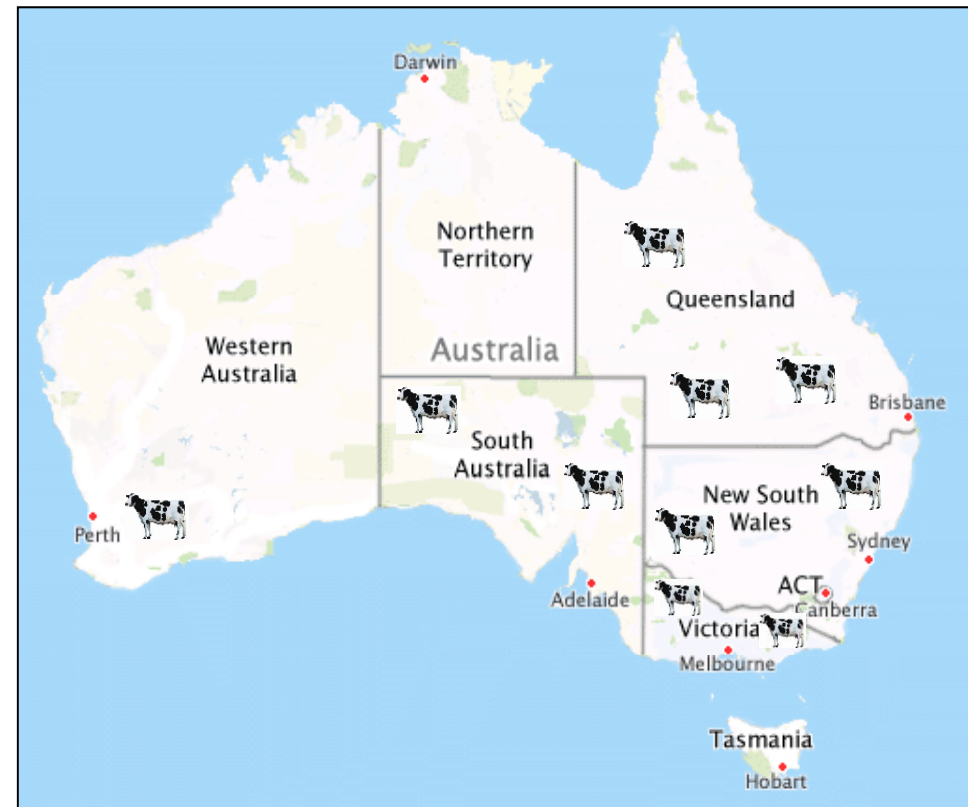 Darwin
Northern
Territory
Queensland
Western
Australia
Australia
Brisbane
South
Australia
New South
Wales
Perth
Sydney
Adelaide
ACT
Canberra
Victoria
Melbourne
Tasmania
Hobart